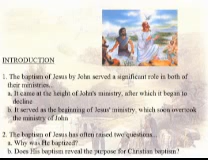 INTRODUCTION
1. The baptism of Jesus by John served a significant role in both of
their ministries...
a. It came at the height of John's ministry, after which it began to
decline
b. It served as the beginning of Jesus' ministry, which soon overtook
the ministry of John
2. The baptism of Jesus has often raised two questions...
a. Why was He baptized?
b. Does His baptism reveal the purpose for Christian baptism?